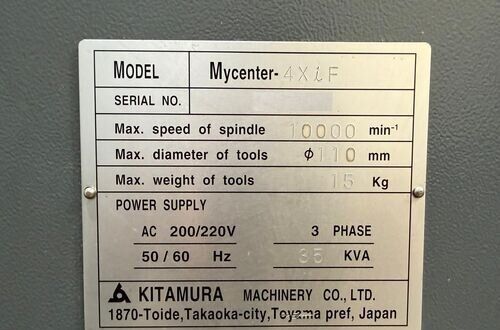 MODEL Mycenter-4XiF
SERIAL NO.
Max. speed of spindle 10000 min⁻¹
Max. diameter of tools φ110 mm
Max. weight of tools 15 Kg
POWER SUPPLY
AC 200/220V 3 PHASE
50/60 Hz 35 KVA
KITAMURA MACHINERY CO., LTD.
1870-Toide,Takaoka-city,Toyama pref, Japan